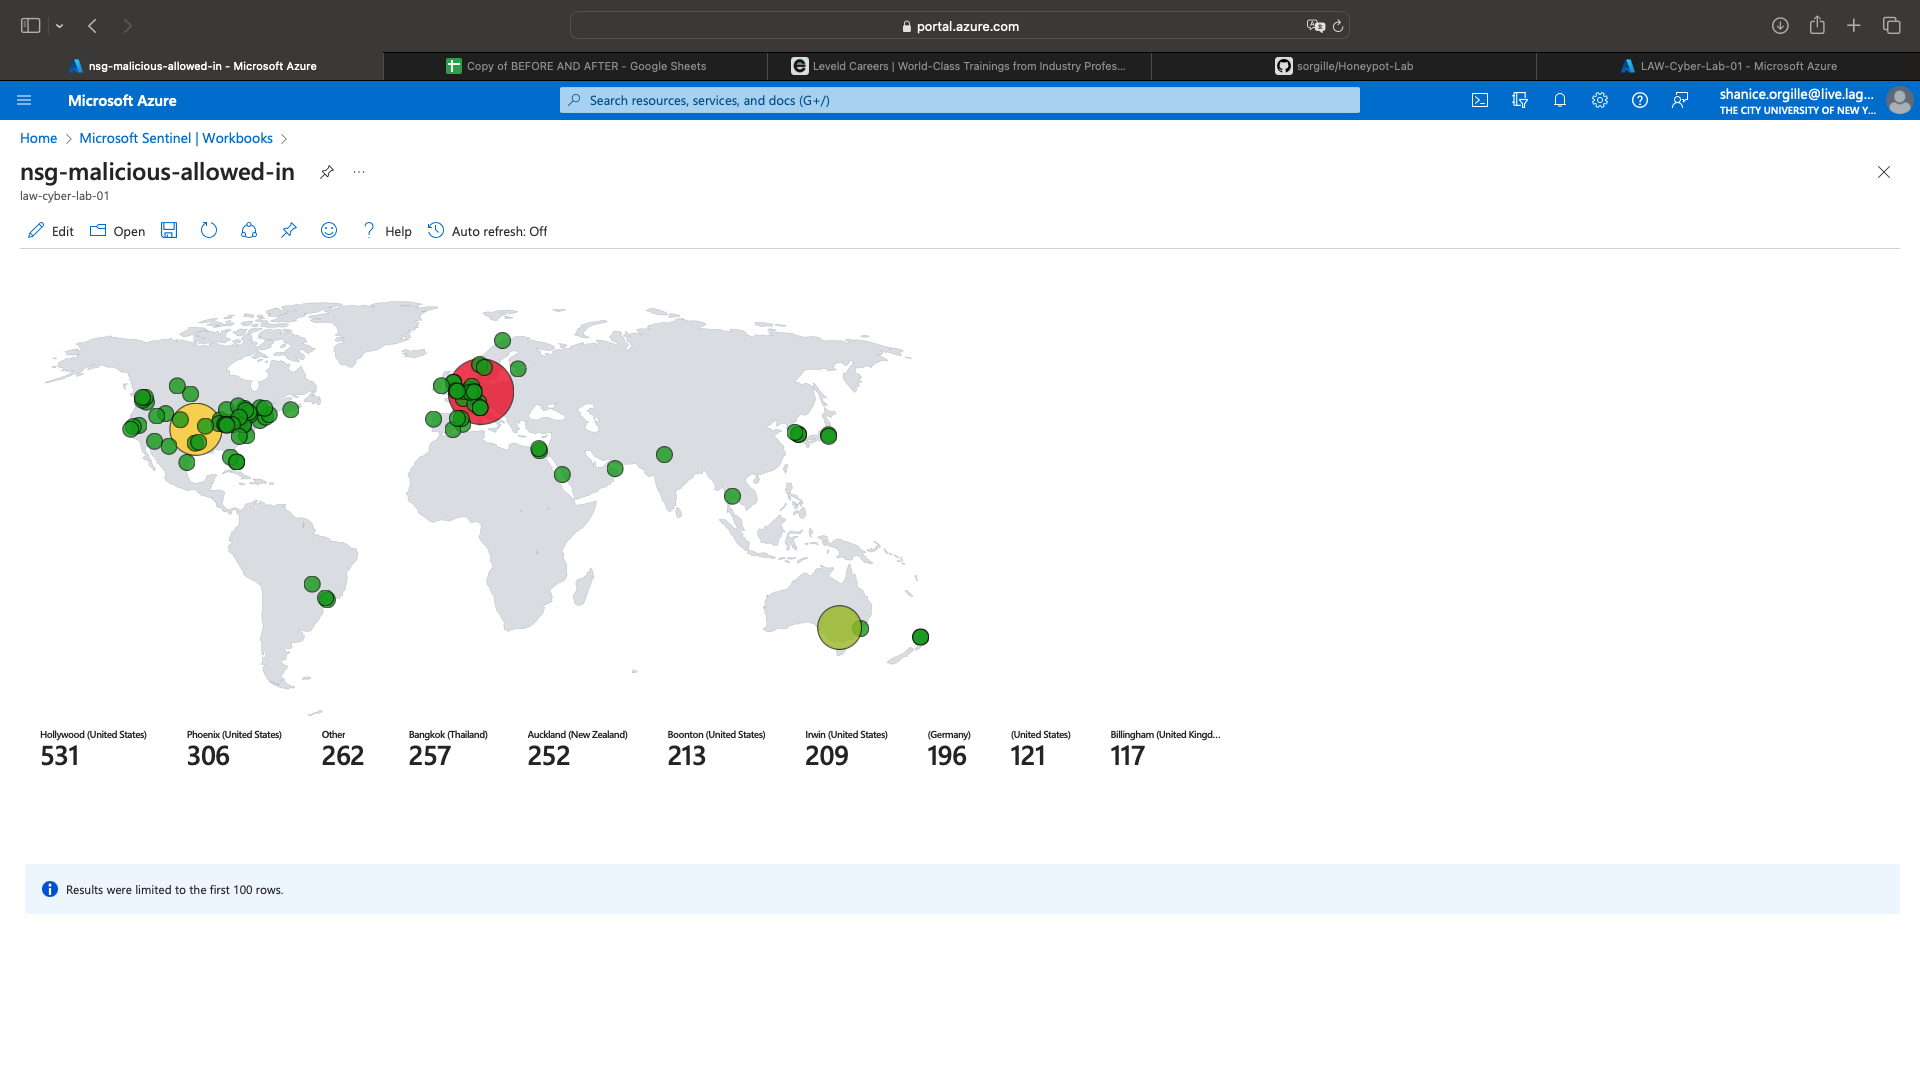 portal.azure.com
nsg-malicious-allowed-in - Microsoft Azure
Copy of BEFORE AND AFTER - Google Sheets
Leveld Careers | World-Class Trainings from Industry Profes...
sorgille/Honeypot-Lab
LAW-Cyber-Lab-01 - Microsoft Azure
Microsoft Azure
Search resources, services, and docs (G+/)
shanice.orgille@live.lag...
THE CITY UNIVERSITY OF NEW Y...
Home
Microsoft Sentinel | Workbooks
nsg-malicious-allowed-in
...
law-cyber-lab-01
Edit
Open
Help
Auto refresh: Off
Hollywood (United States)
531
Phoenix (United States)
306
Other
262
Bangkok (Thailand)
257
Auckland (New Zealand)
252
Boonton (United States)
213
Irwin (United States)
209
(Germany)
196
(United States)
121
Billingham (United Kingd...
117
Results were limited to the first 100 rows.